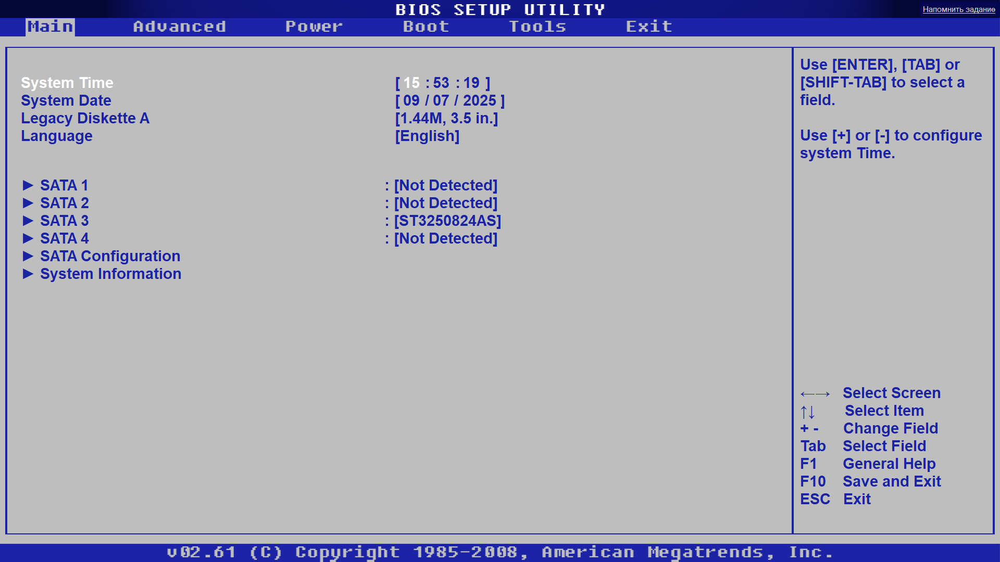 BIOS SETUP UTILITY
Напомнить задание
Main Advanced Power Boot Tools Exit
System Time [ 15 : 53 : 19 ]
System Date [ 09 / 07 / 2025 ]
Legacy Diskette A [1.44M, 3.5 in.]
Language [English]
► SATA 1 : [Not Detected]
► SATA 2 : [Not Detected]
► SATA 3 : [ST3250824AS]
► SATA 4 : [Not Detected]
► SATA Configuration
► System Information
Use [ENTER], [TAB] or
[SHIFT-TAB] to select a
field.
Use [+] or [-] to configure
system Time.
←→ Select Screen
↑↓ Select Item
+ - Change Field
Tab Select Field
F1 General Help
F10 Save and Exit
ESC Exit
v02.61 (C) Copyright 1985-2008, American Megatrends, Inc.